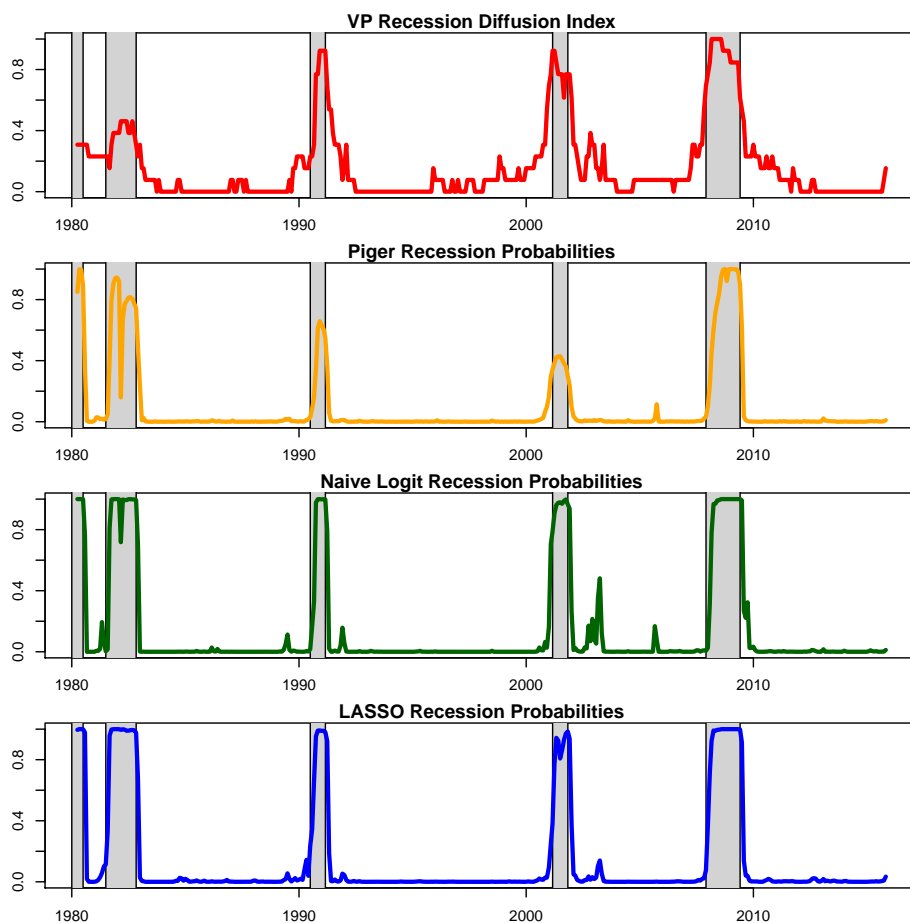 VP Recession Diffusion Index
0.0 0.4 0.8
1980 1990 2000 2010
Piger Recession Probabilities
0.0 0.4 0.8
1980 1990 2000 2010
Naive Logit Recession Probabilities
0.0 0.4 0.8
1980 1990 2000 2010
LASSO Recession Probabilities
0.0 0.4 0.8
1980 1990 2000 2010